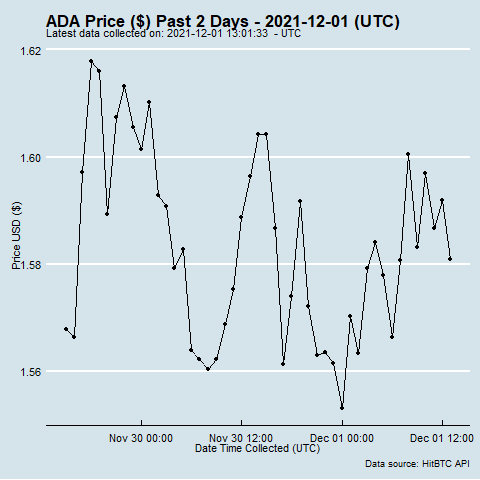 ADA Price ($) Past 2 Days - 2021-12-01 (UTC)
Latest data collected on: 2021-12-01 13:01:33  - UTC
1.62
1.60
1.58
1.56
Price USD ($)
Nov 30 00:00
Nov 30 12:00
Dec 01 00:00
Dec 01 12:00
Date Time Collected (UTC)
Data source: HitBTC API